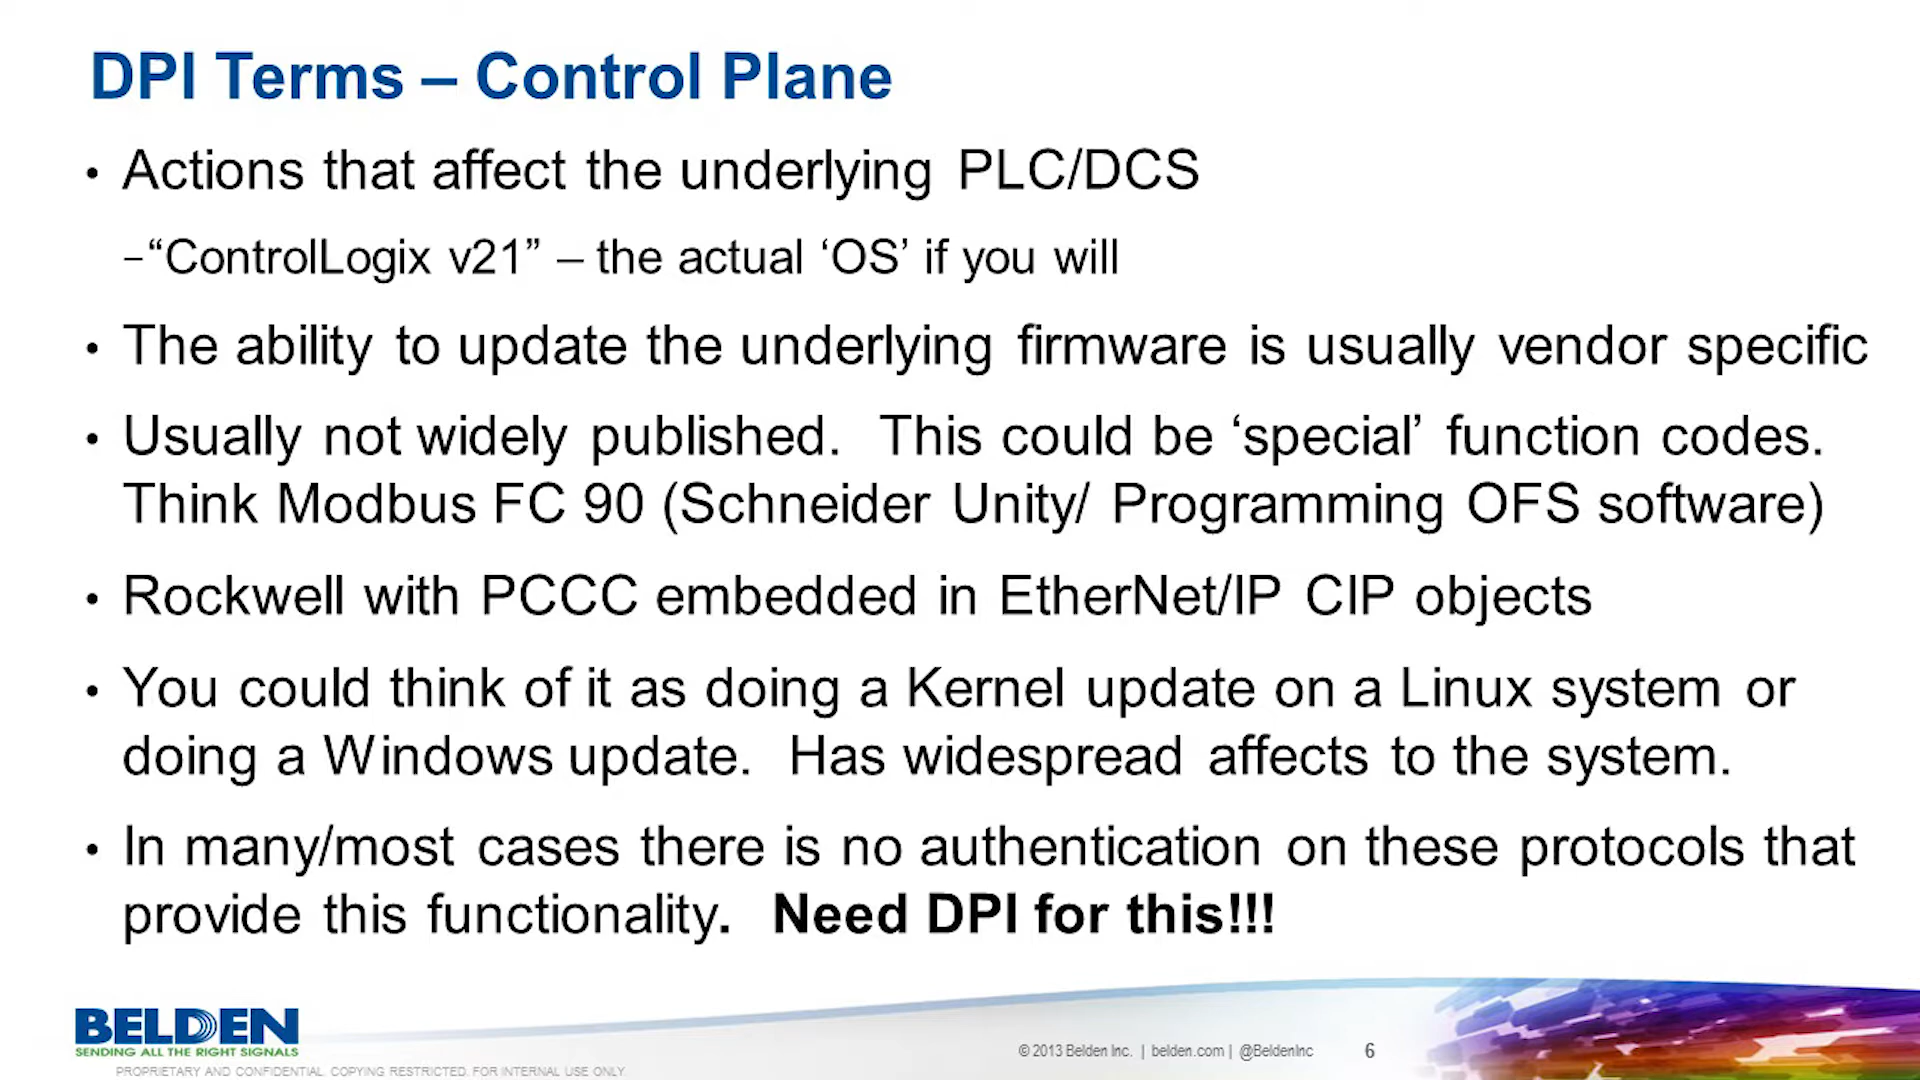 DPI Terms – Control Plane
• Actions that affect the underlying PLC/DCS
–“ControlLogix v21” – the actual ‘OS’ if you will
• The ability to update the underlying firmware is usually vendor specific
• Usually not widely published. This could be ‘special’ function codes.
Think Modbus FC 90 (Schneider Unity/ Programming OFS software)
• Rockwell with PCCC embedded in EtherNet/IP CIP objects
• You could think of it as doing a Kernel update on a Linux system or
doing a Windows update. Has widespread affects to the system.
• In many/most cases there is no authentication on these protocols that
provide this functionality. Need DPI for this!!!
BELDEN
SENDING ALL THE RIGHT SIGNALS
© 2013 Belden Inc. | belden.com | @BeldenInc 6
PROPRIETARY AND CONFIDENTIAL. COPYING RESTRICTED. FOR INTERNAL USE ONLY.